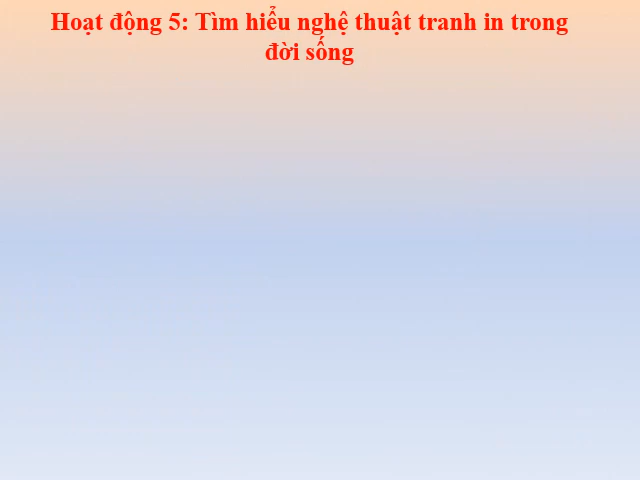 Hoạt động 5: Tìm hiểu nghệ thuật tranh in trong
đời sống